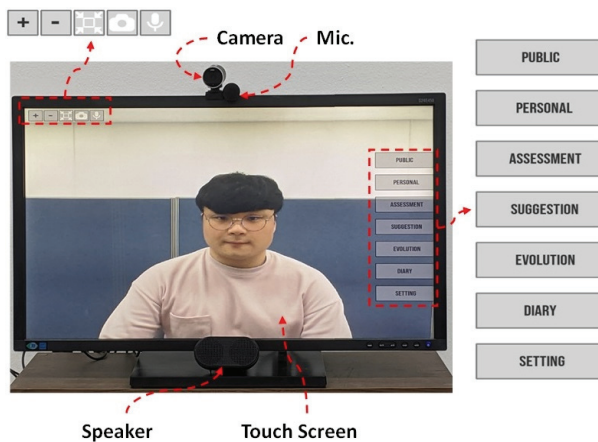 + -
Camera
Mic.
+ -
PUBLIC
PERSONAL
ASSESSMENT
SUGGESTION
EVOLUTION
DIARY
SETTING
PUBLIC
PERSONAL
ASSESSMENT
SUGGESTION
EVOLUTION
DIARY
SETTING
Speaker
Touch Screen